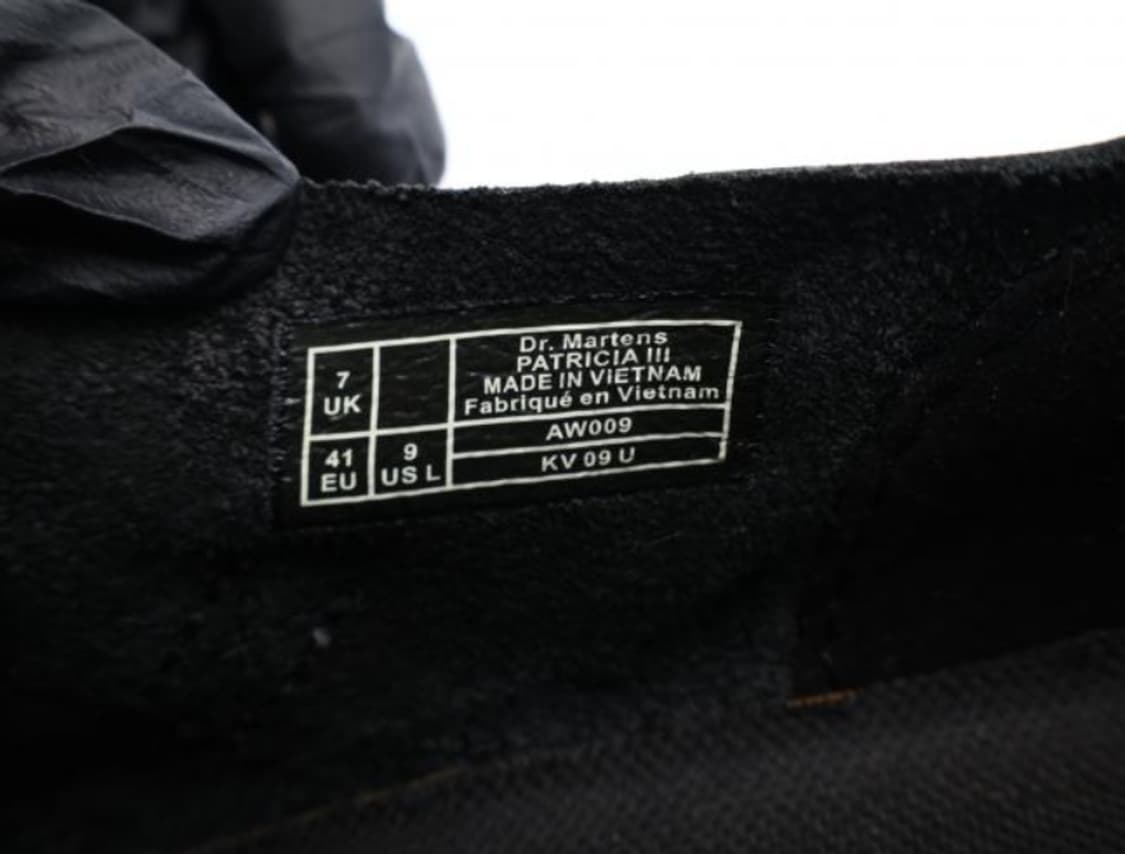 7
UK
41
EU
9
US L
Dr. Martens
PATRICIA III
MADE IN VIETNAM
Fabriqué en Vietnam
AW009
KV 09 U